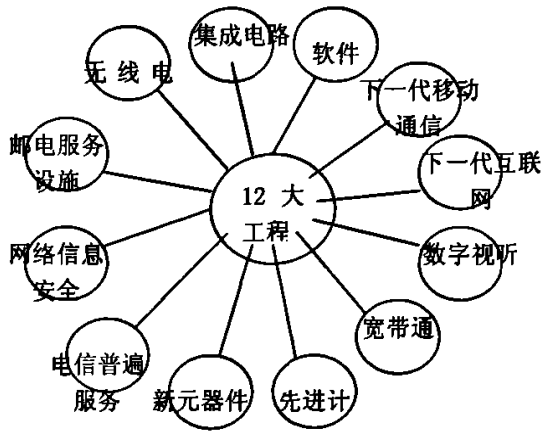 集成电路
软件
无线电
下一代移动
通信
邮电服务
设施
下一代互联
网
12 大
工程
网络信息
安全
数字视听
宽带通
电信普遍
服务
新元器件
先进计